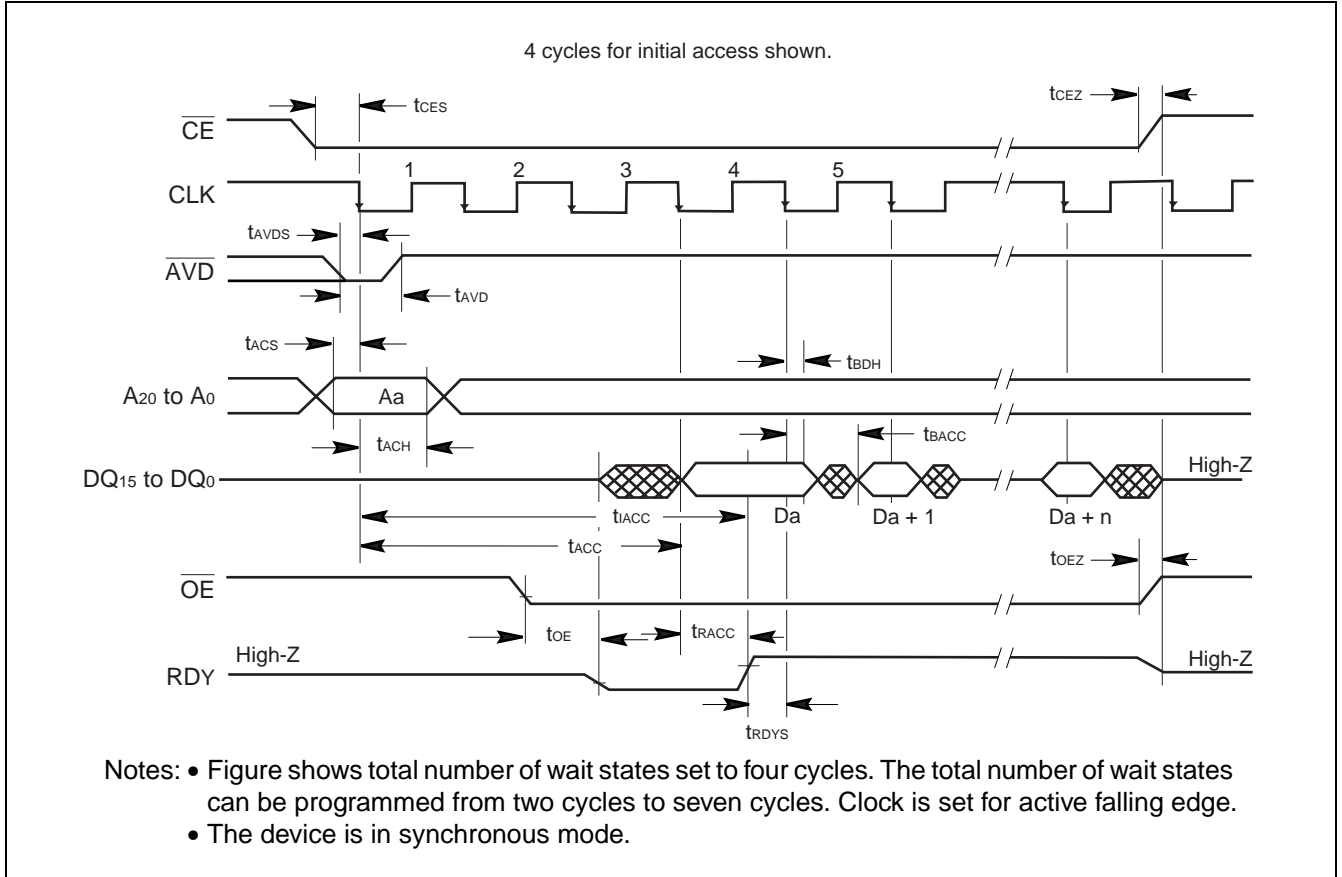 4 cycles for initial access shown.
tCES
tCEZ
CE
1 2 3 4 5
CLK
tAVDS
AVD
tAVD
tACS
tBDH
A20 to A0
Aa
tACH
tBACC
DQ15 to DQ0
High-Z
tIACC
Da
Da + 1
Da + n
tACC
tOEZ
OE
tOE
tRACC
High-Z
High-Z
RDY
tRDYS
Notes: • Figure shows total number of wait states set to four cycles. The total number of wait states
can be programmed from two cycles to seven cycles. Clock is set for active falling edge.
• The device is in synchronous mode.